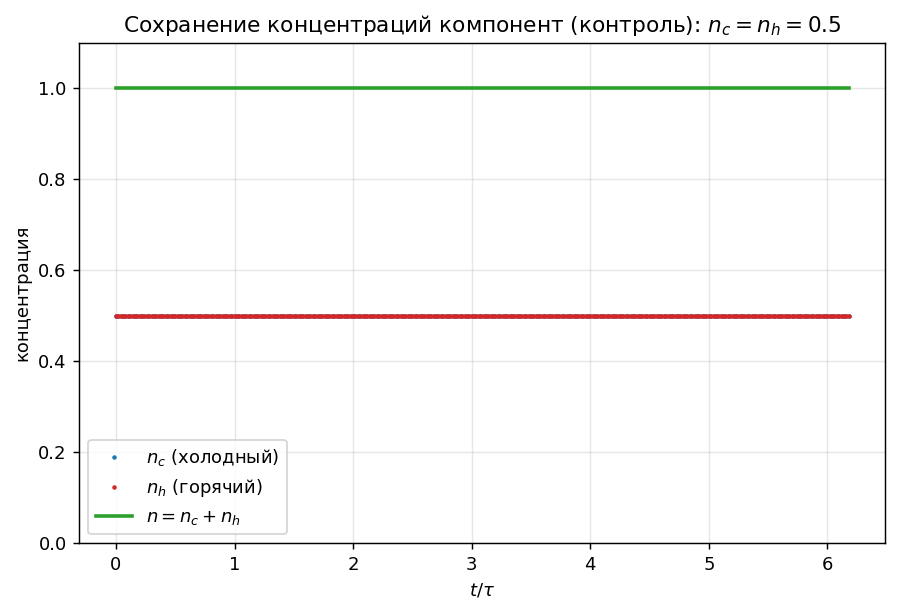 Сохранение концентраций компонент (контроль): n_c = n_h = 0.5
концентрация
1.0
0.8
0.6
0.4
0.2
0.0
n_c (холодный)
n_h (горячий)
n = n_c + n_h
0 1 2 3 4 5 6
t/τ